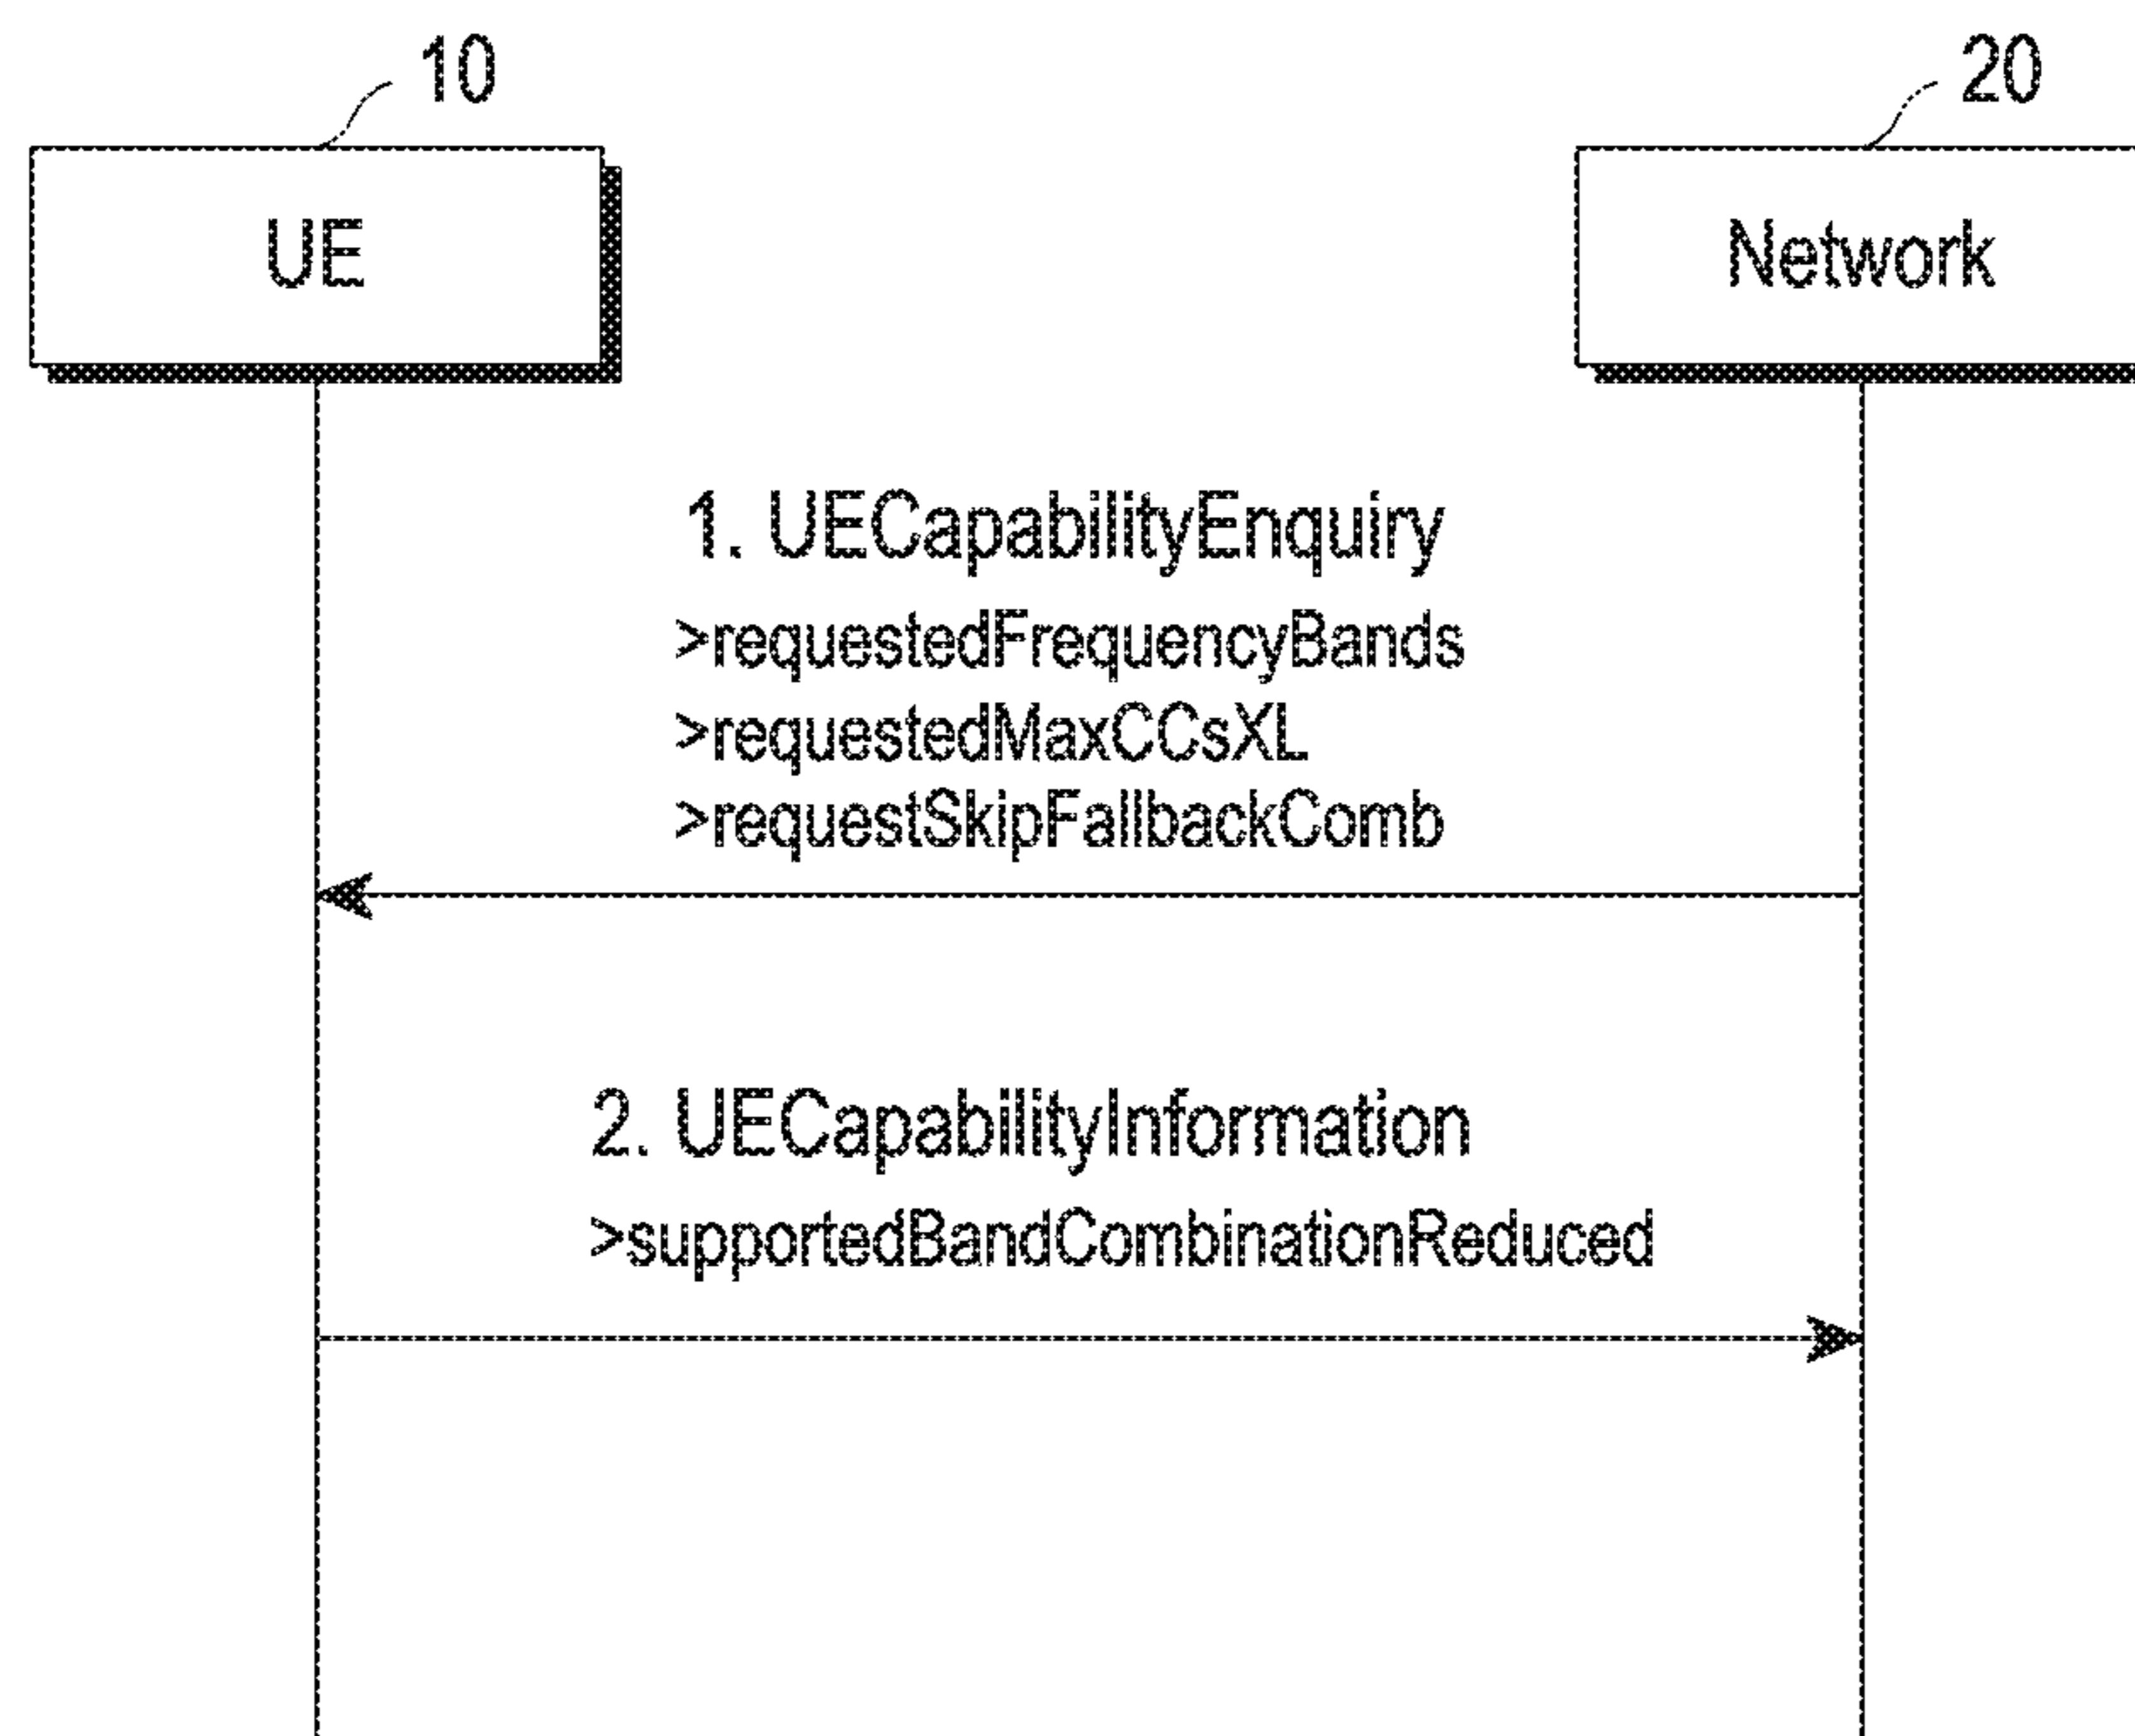 10
20
UE
Network
1. UECapabilityEnquiry
>requestedFrequencyBands
>requestedMaxCCsXL
>requestSkipFallbackComb
2. UECapabilityInformation
>supportedBandCombinationReduced